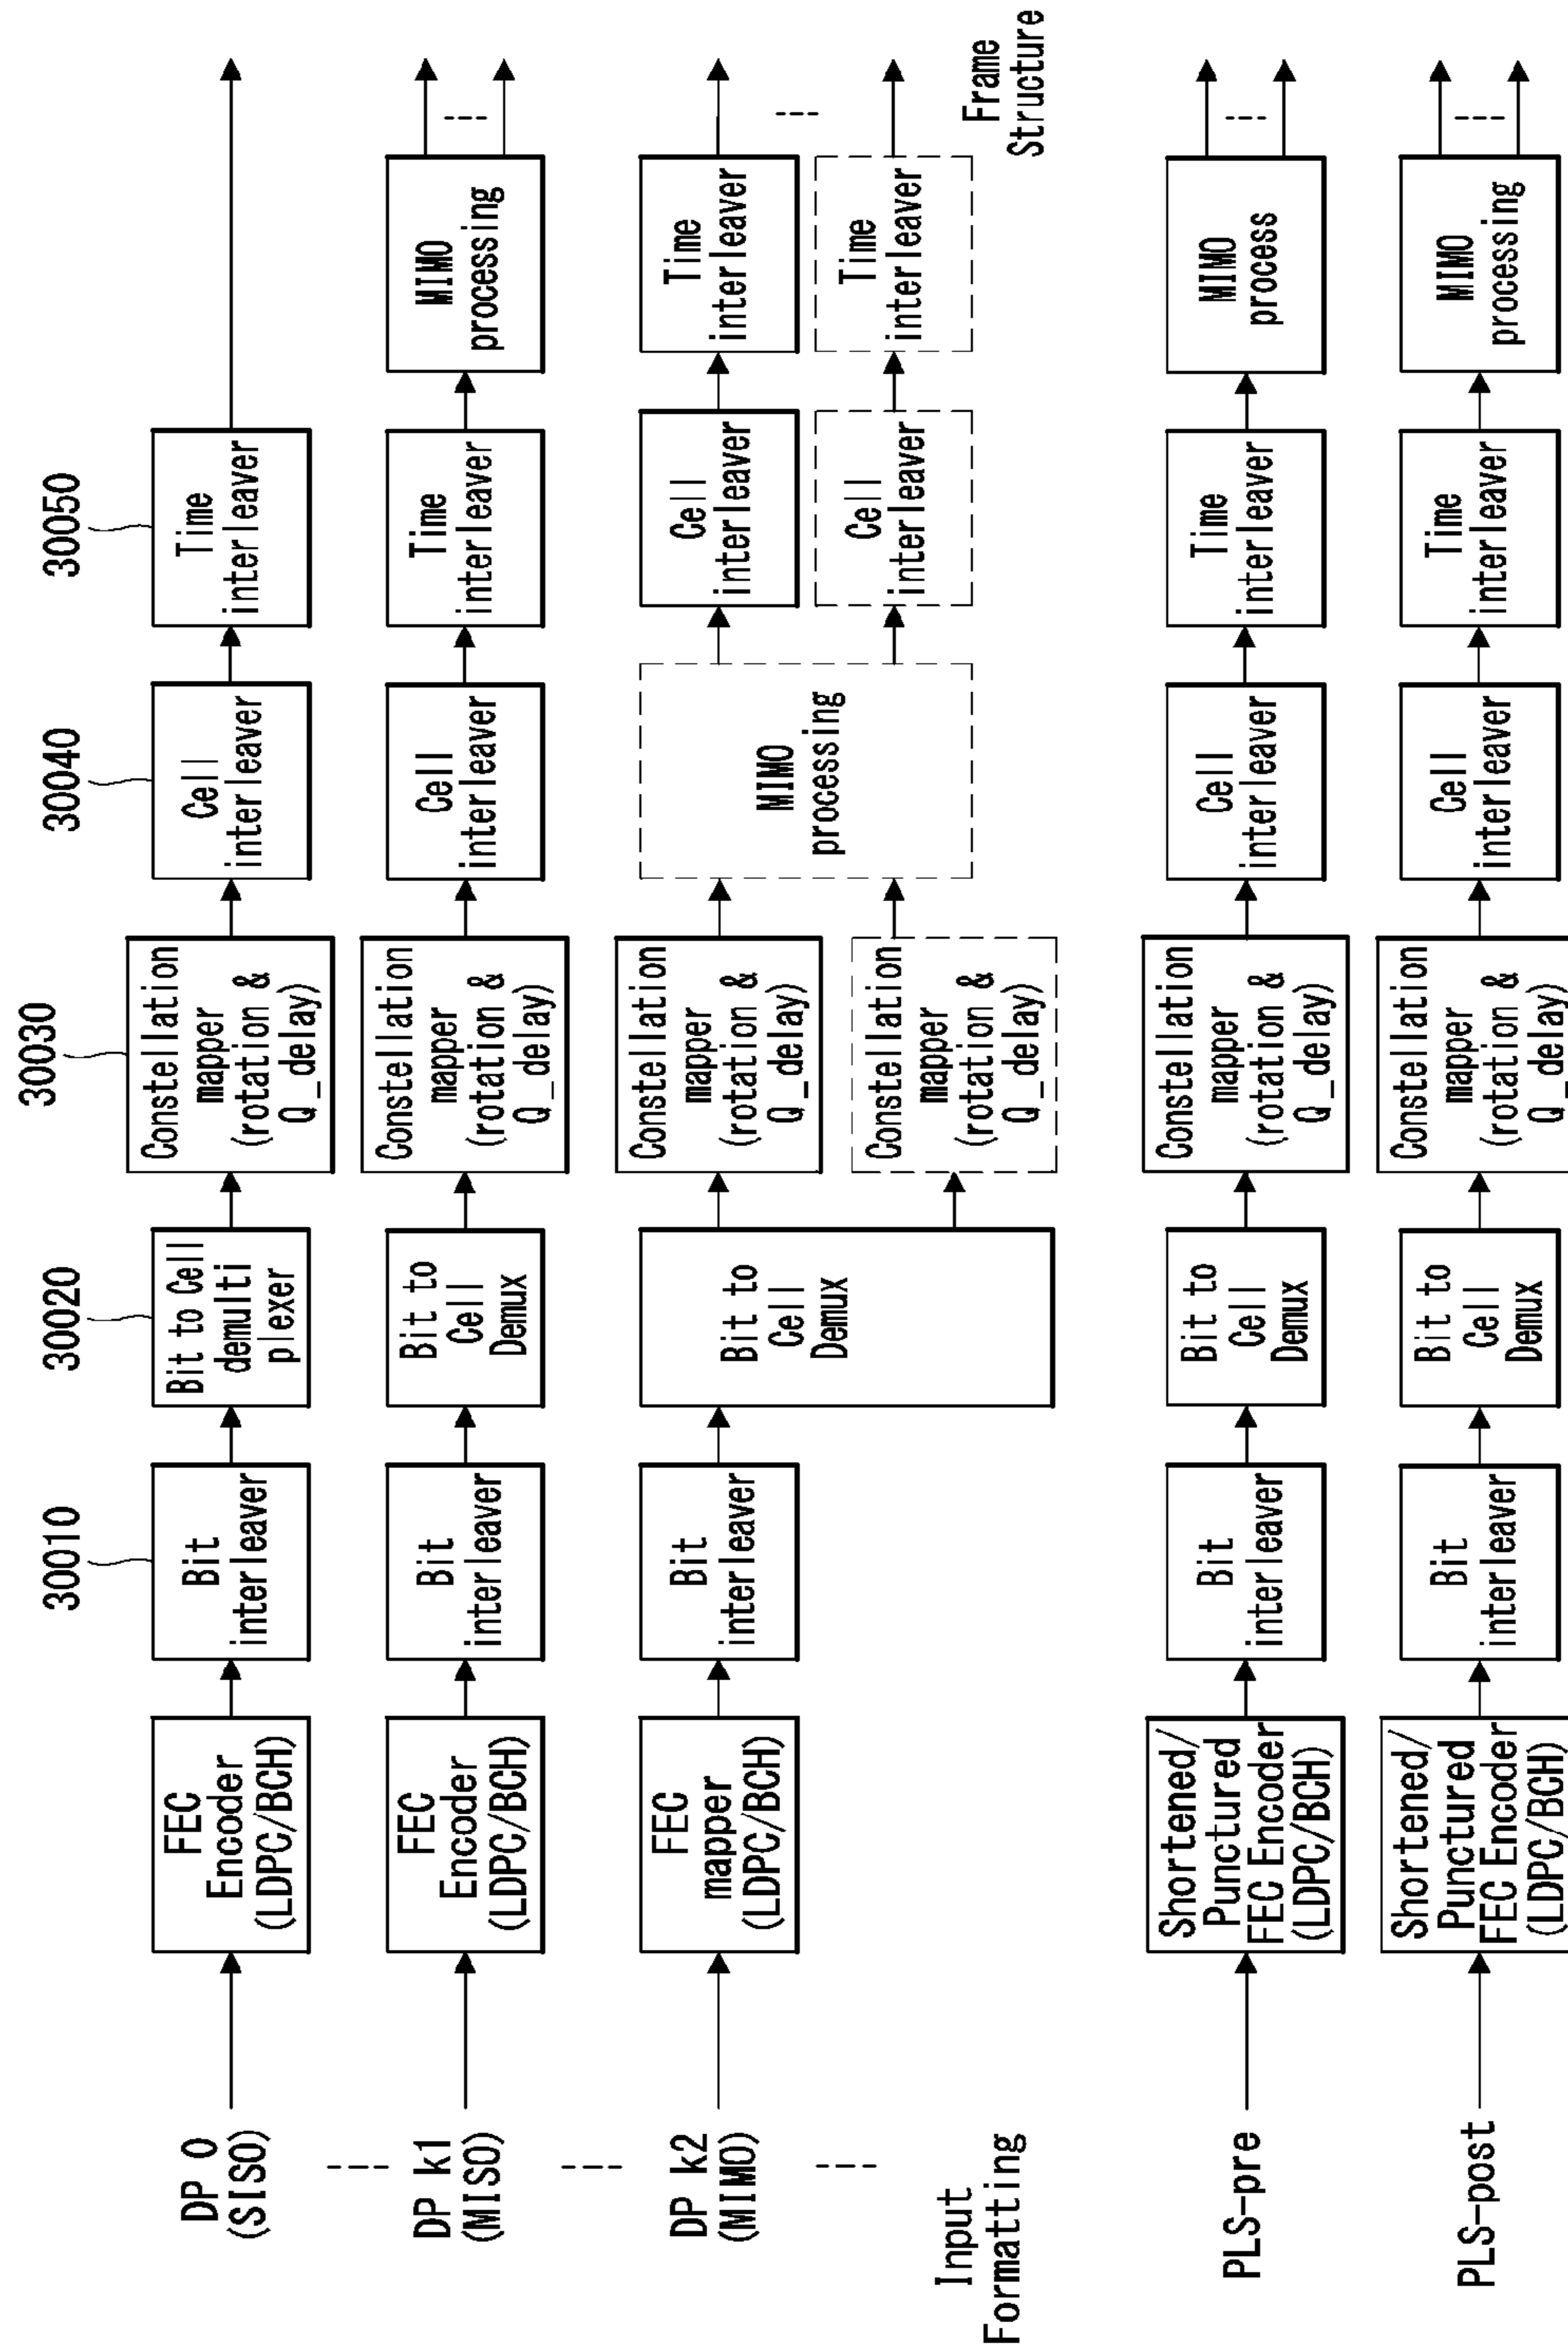 30010
30020
30030
30040
30050
DP 0
(SISO)
FEC
Encoder
(LDPC/BCH)
Bit
interleaver
Bit to Cell
demulti
plexer
Constellation
mapper
(rotation &
Q_delay)
Cell
interleaver
Time
interleaver
DP k1
(MISO)
FEC
Encoder
(LDPC/BCH)
Bit
interleaver
Bit to
Cell
Demux
Constellation
mapper
(rotation &
Q_delay)
Cell
interleaver
Time
interleaver
MIMO
processing
DP k2
(MIMO)
FEC
mapper
(LDPC/BCH)
Bit
interleaver
Bit to
Cell
Demux
Constellation
mapper
(rotation &
Q_delay)
Constellation
mapper
(rotation &
Q_delay)
MIMO
processing
Cell
interleaver
Time
interleaver
Cell
interleaver
Time
interleaver
Input
Formatting
Frame
Structure
PLS-pre
Shortened/
Punctured
FEC Encoder
(LDPC/BCH)
Bit
interleaver
Bit to
Cell
Demux
Constellation
mapper
(rotation &
Q_delay)
Cell
interleaver
Time
interleaver
MIMO
process
PLS-post
Shortened/
Punctured
FEC Encoder
(LDPC/BCH)
Bit
interleaver
Bit to
Cell
Demux
Constellation
mapper
(rotation &
Q_delay)
Cell
interleaver
Time
interleaver
MIMO
processing